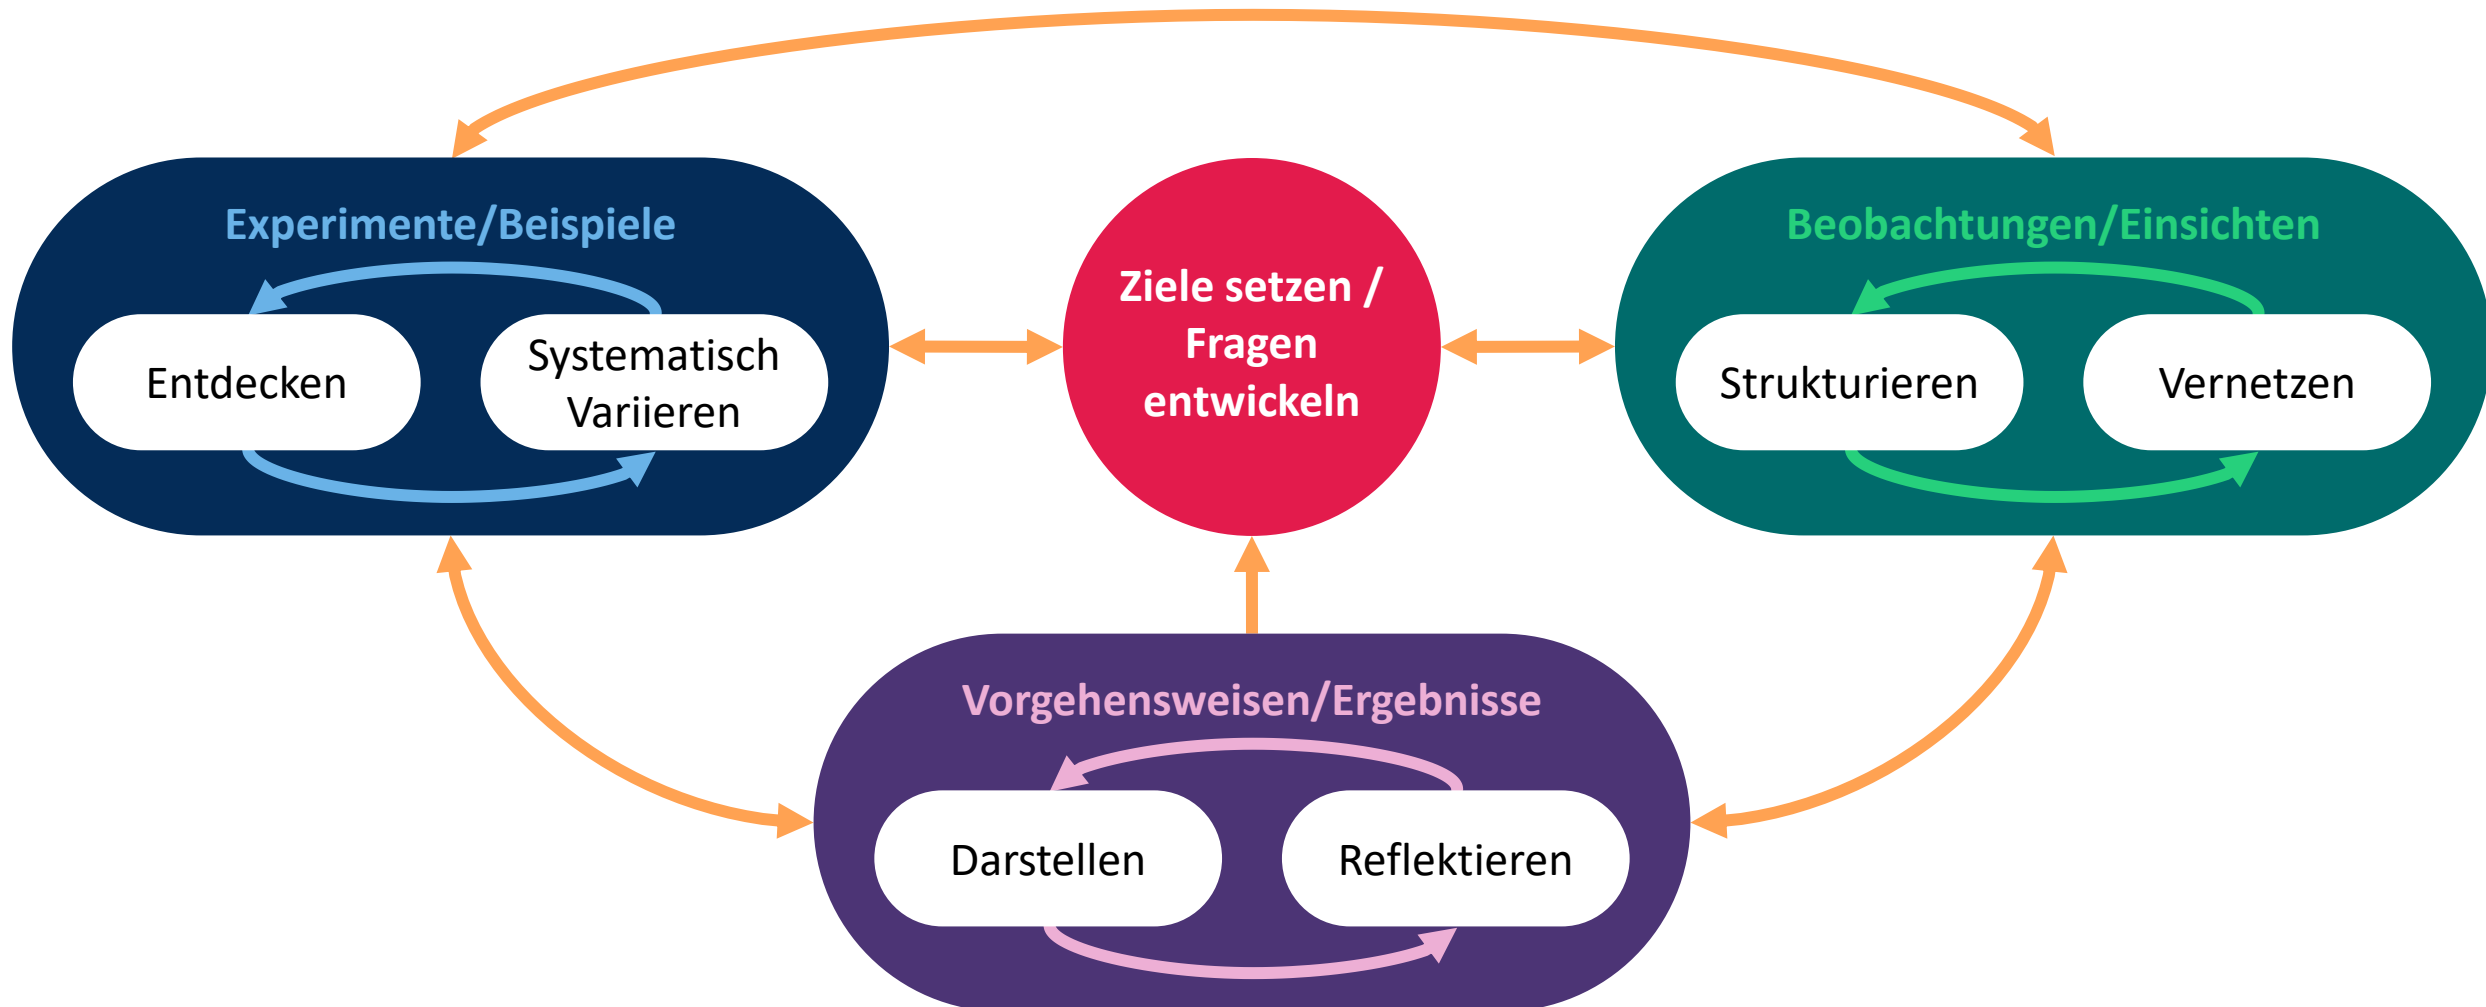 Experimente/Beispiele
Entdecken
Systematisch
Variieren
Ziele setzen /
Fragen
entwickeln
Beobachtungen/Einsichten
Strukturieren
Vernetzen
Vorgehensweisen/Ergebnisse
Darstellen
Reflektieren